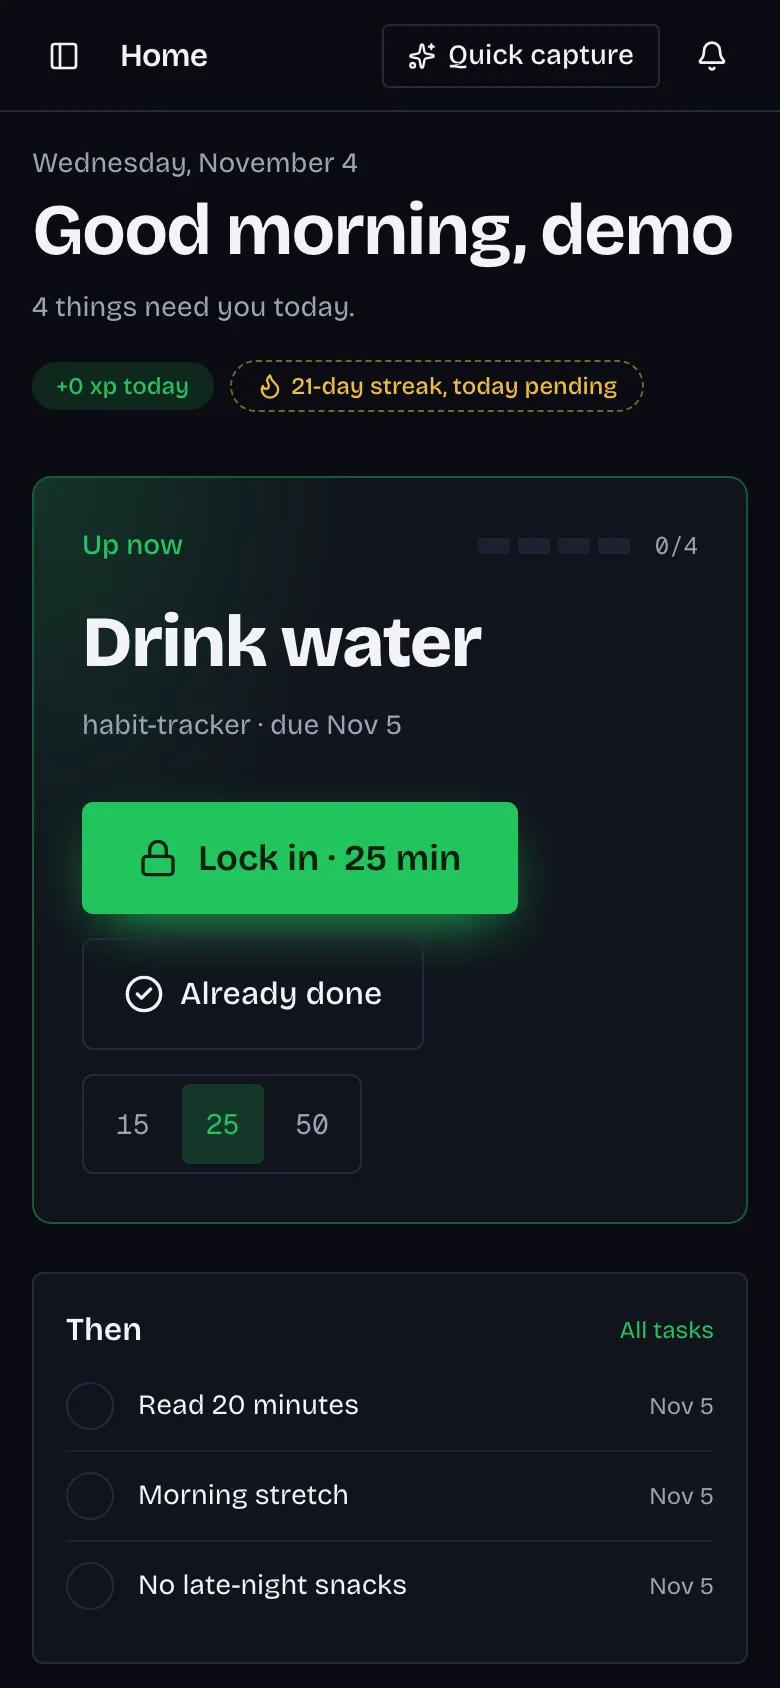 Home
Quick capture
Wednesday, November 4
Good morning, demo
4 things need you today.
+0 xp today
21-day streak, today pending
Up now
0/4
Drink water
habit-tracker · due Nov 5
Lock in · 25 min
Already done
15 25 50
Then
All tasks
Read 20 minutes
Nov 5
Morning stretch
Nov 5
No late-night snacks
Nov 5